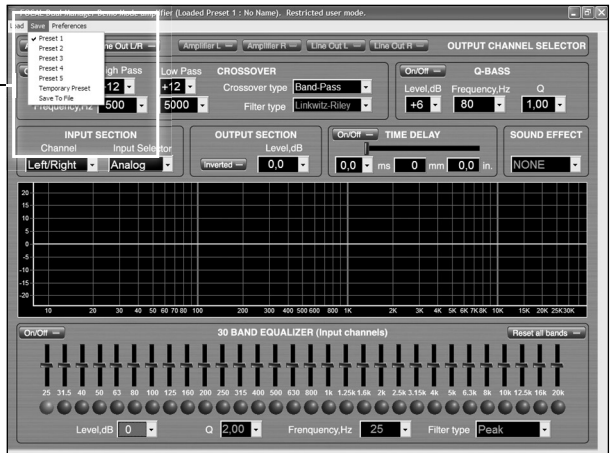 FOCAL Dual Manager Demo Mode amplifier (Loaded Preset 1 : No Name). Restricted user mode.
Load Save Preferences
Preset 1
Preset 2
Preset 3
Preset 4
Preset 5
Temporary Preset
Save To File
Line Out L/R Amplifier L Amplifier R Line Out L Line Out R OUTPUT CHANNEL SELECTOR
High Pass Low Pass CROSSOVER On/Off Q-BASS
+12 +12 Crossover type Band-Pass Level,dB Frequency,Hz Q
Frequency,Hz 500 5000 Filter type Linkwitz-Riley +6 80 1,00
INPUT SECTION OUTPUT SECTION On/Off TIME DELAY SOUND EFFECT
Channel Input Selector Level,dB
Left/Right Analog Inverted 0,0 0,0 ms 0 mm 0,0 in. NONE
20
15
10
5
0
-5
-10
-15
-20
10 20 30 40 50 60 70 80 100 200 300 400 500 600 800 1K 2K 3K 4K 5K 6K 7K 8K 10K 15K 20K 25K 30K
On/Off 30 BAND EQUALIZER (Input channels) Reset all bands
25 31.5 40 50 63 80 100 125 160 200 250 315 400 500 630 800 1k 1.25k 1.6k 2k 2.5k 3.15k 4k 5k 6.3k 8k 10k 12.5k 16k 20k
Level,dB 0 Q 2,00 Frenquency,Hz 25 Filter type Peak